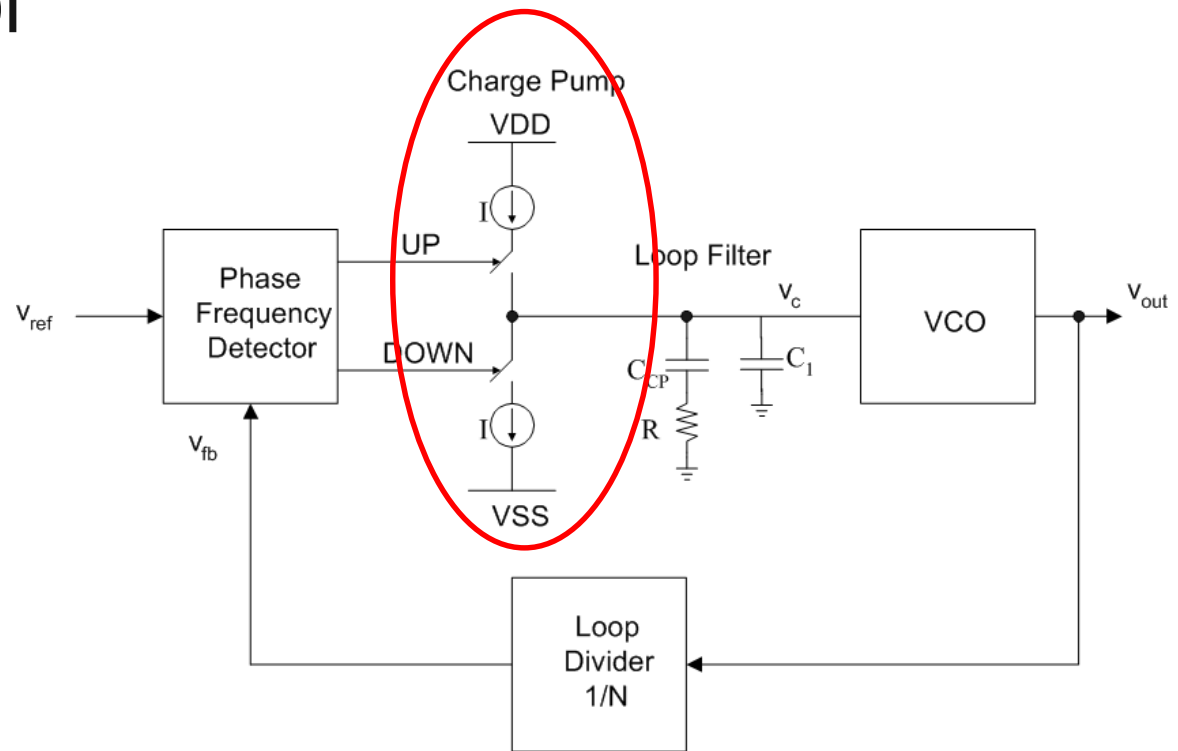 Charge Pump
VDD
I
UP
Loop Filter
Phase
Frequency
Detector
v_ref
v_c
VCO
v_out
DOWN
C_CP
C_1
R
I
v_fb
VSS
Loop
Divider
1/N